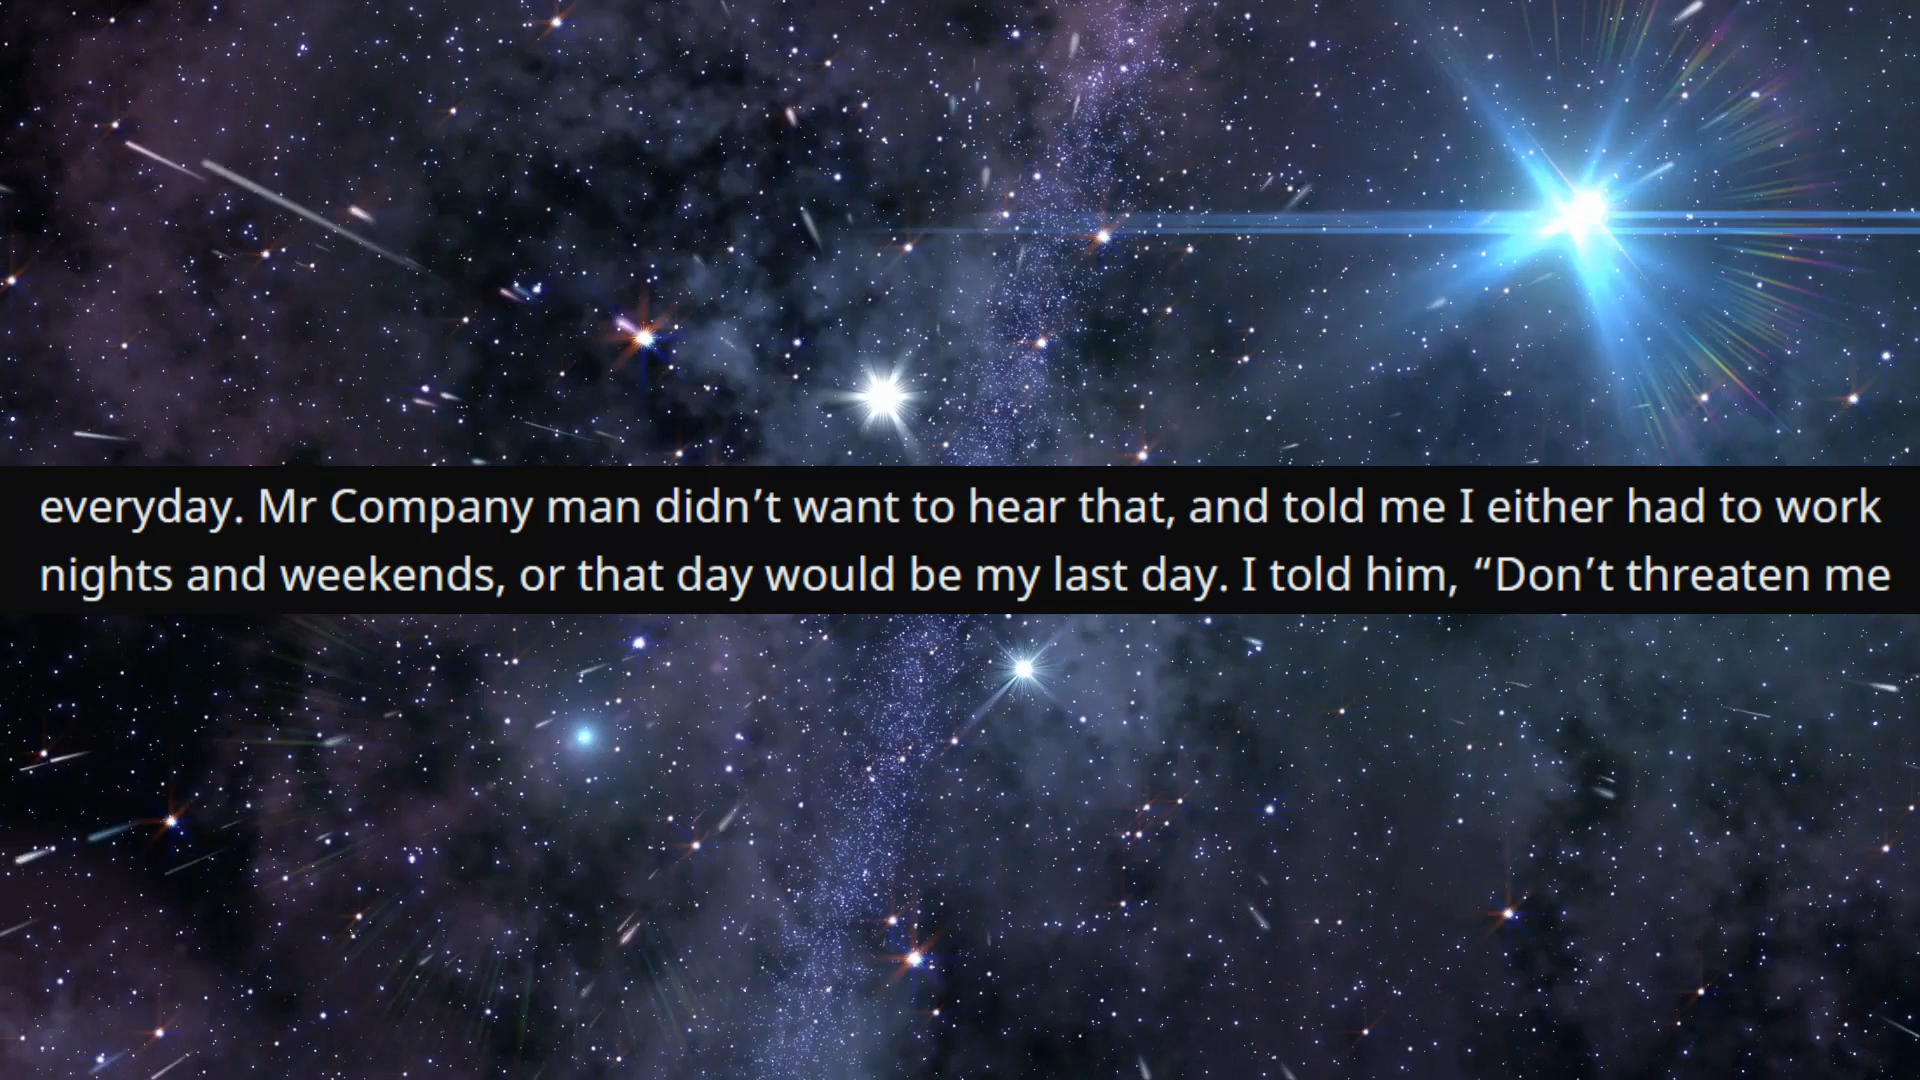 everyday. Mr Company man didn’t want to hear that, and told me I either had to work
nights and weekends, or that day would be my last day. I told him, “Don’t threaten me